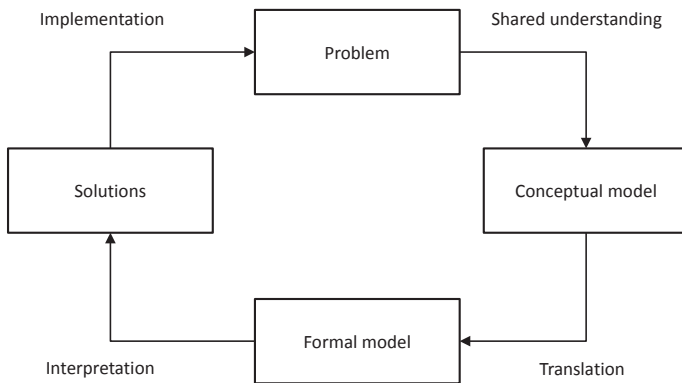 Implementation
Shared understanding
Problem
Solutions
Conceptual model
Formal model
Interpretation
Translation